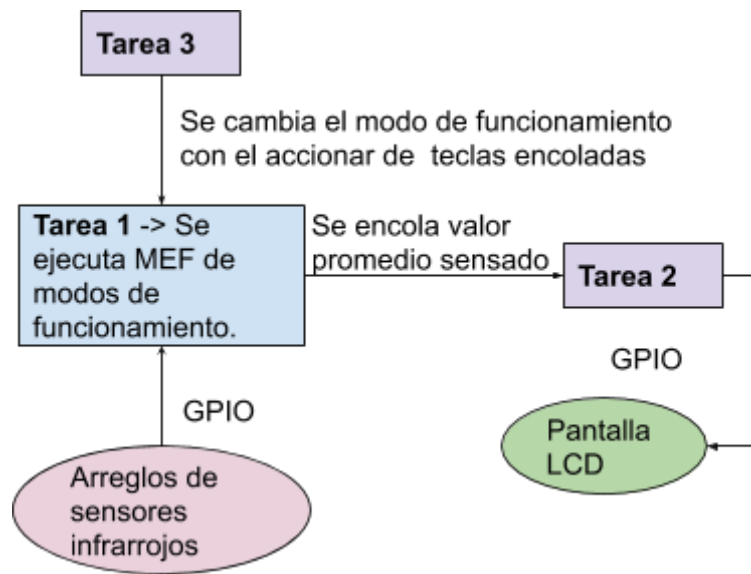 Tarea 3
Se cambia el modo de funcionamiento
con el accionar de teclas encoladas
Tarea 1 -> Se
ejecuta MEF de
modos de
funcionamiento.
Se encola valor
promedio sensado
Tarea 2
GPIO
GPIO
Pantalla
LCD
Arreglos de
sensores
infrarrojos